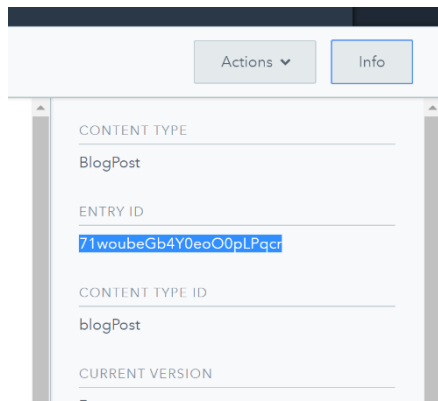 Actions
Info
CONTENT TYPE
BlogPost
ENTRY ID
71woubeGb4Y0eoO0pLPqcr
CONTENT TYPE ID
blogPost
CURRENT VERSION